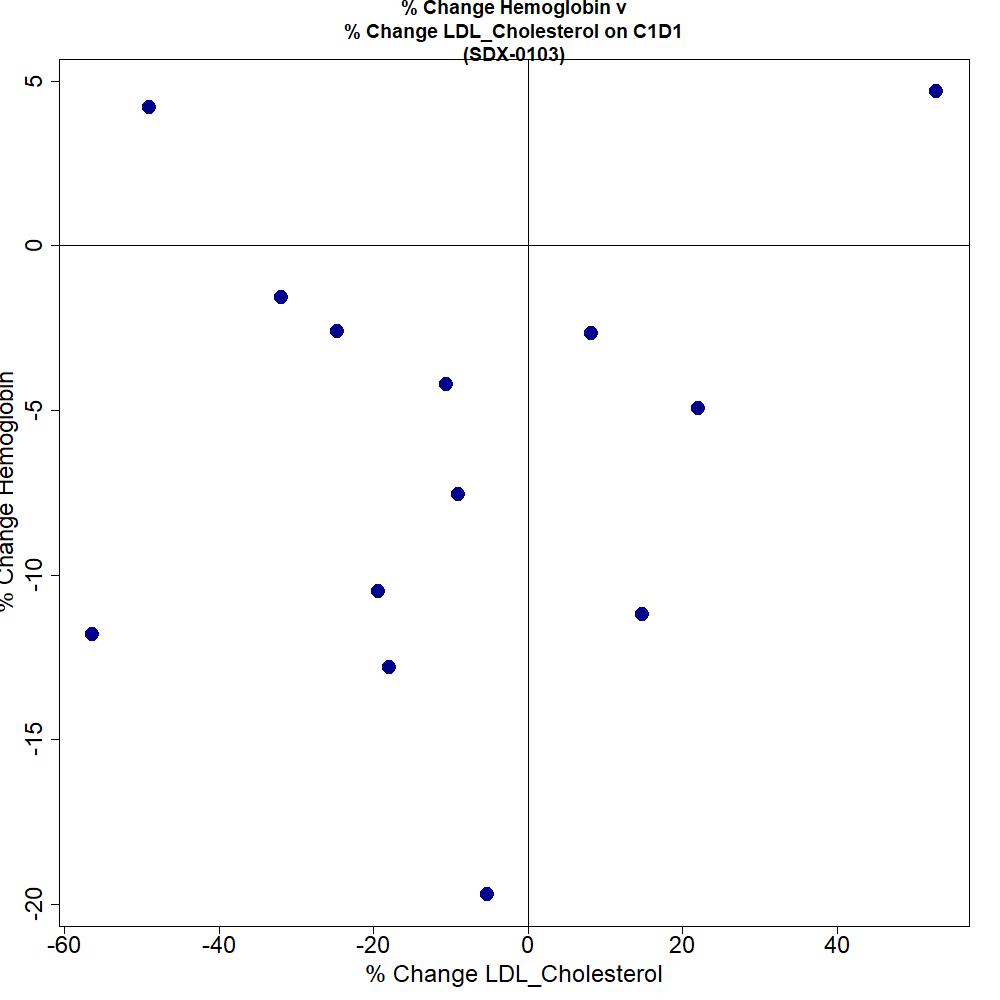 % Change Hemoglobin v
% Change LDL_Cholesterol on C1D1
(SDX-0103)
% Change Hemoglobin
5
0
-5
-10
-15
-20
-60 -40 -20 0 20 40
% Change LDL_Cholesterol